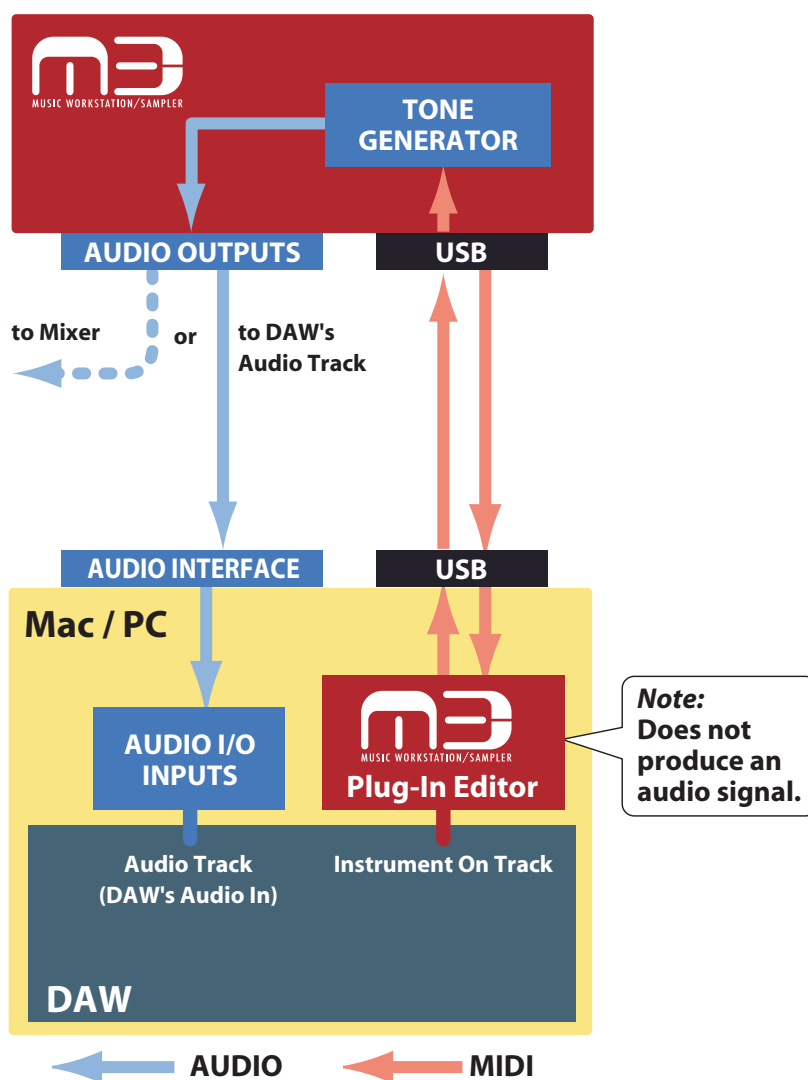 M3
MUSIC WORKSTATION/SAMPLER
TONE
GENERATOR
AUDIO OUTPUTS
USB
to Mixer
or
to DAW's
Audio Track
AUDIO INTERFACE
USB
Mac / PC
AUDIO I/O
INPUTS
M3
MUSIC WORKSTATION/SAMPLER
Plug-In Editor
Note:
Does not
produce an
audio signal.
Audio Track
(DAW's Audio In)
Instrument On Track
DAW
AUDIO
MIDI